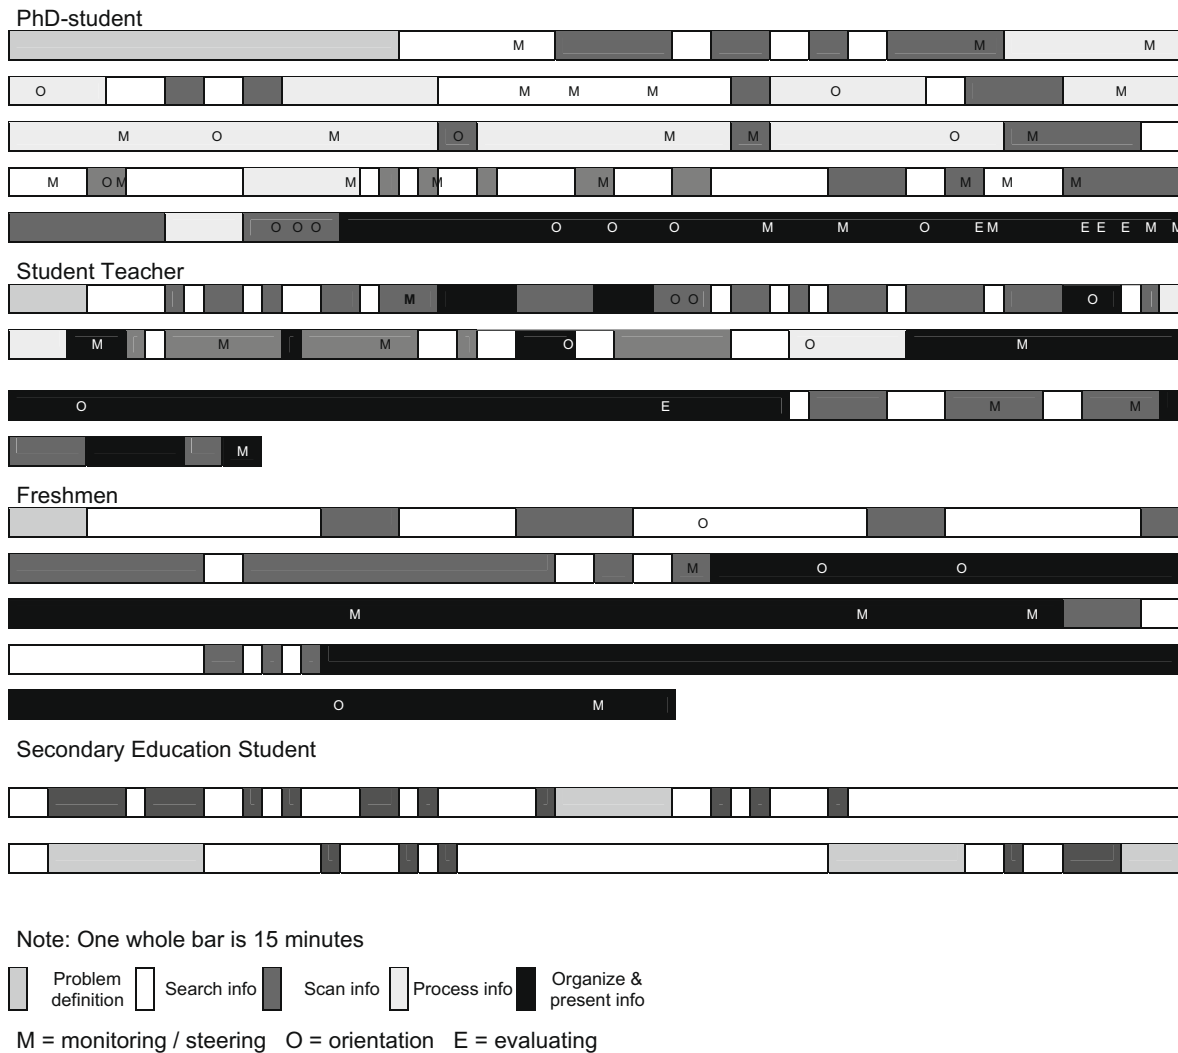 PhD-student
M M M
O M M M O M
M O M O M M O M
M O M M M M M M M
O O O O O O M M O E M E E E M M
Student Teacher
M O O O
M M M O O M
O E M M
M
Freshmen
O
M O O
M M M
O M
Secondary Education Student
Note: One whole bar is 15 minutes
Problem definition Search info Scan info Process info Organize & present info
M = monitoring / steering O = orientation E = evaluating